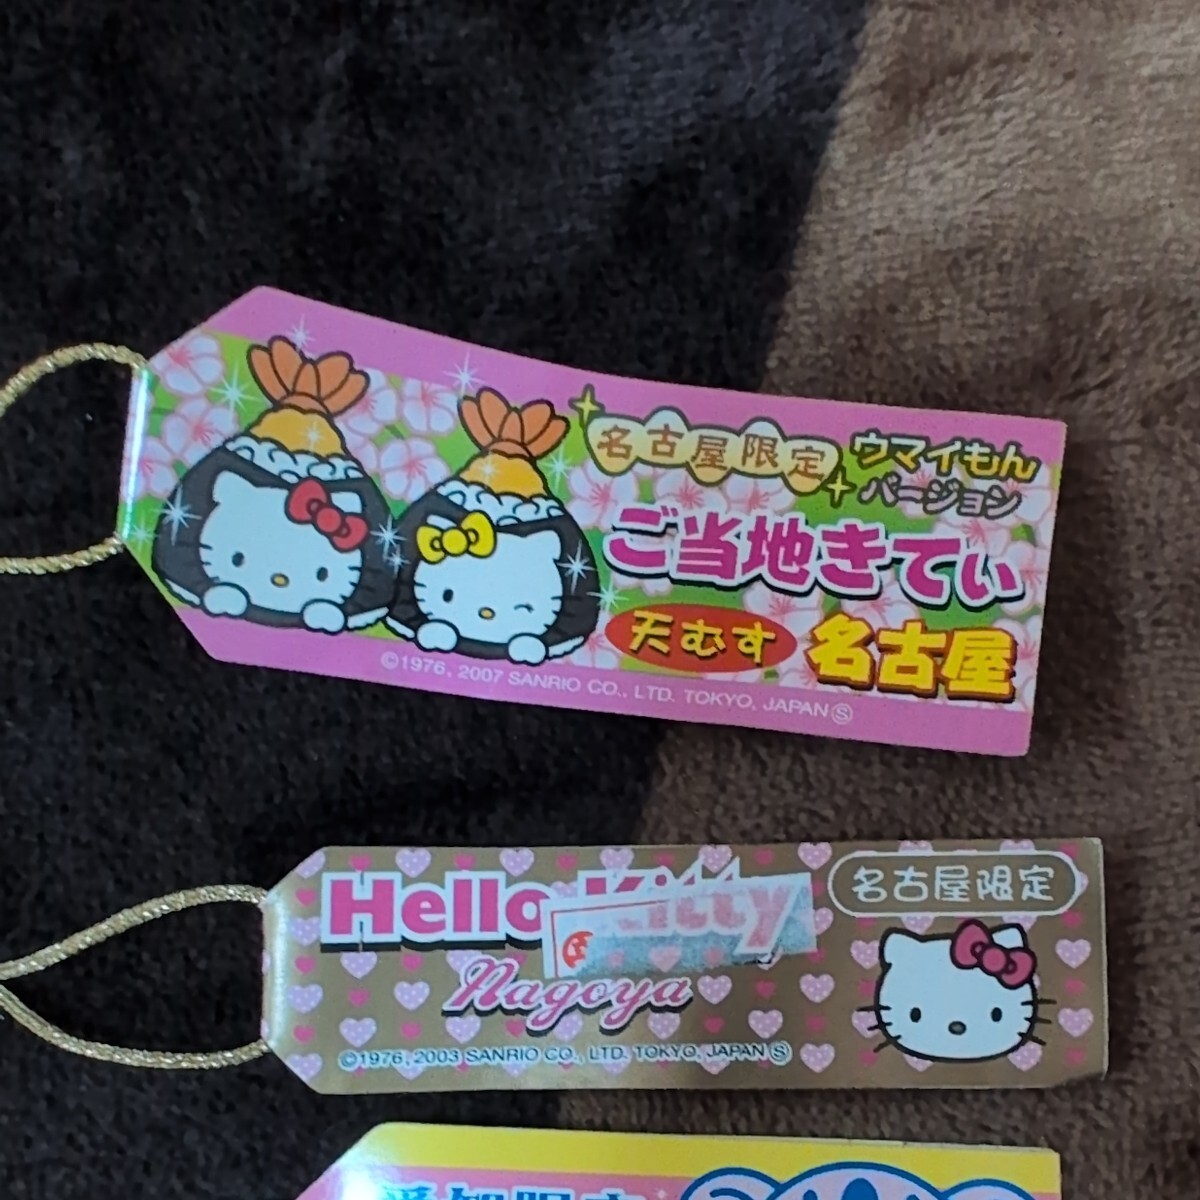 名古屋限定
ウマイもん
バージョン
ご当地きてぃ
天むす 名古屋
©1976, 2007 SANRIO CO., LTD. TOKYO, JAPAN Ⓢ
Hello Kitty
名古屋限定
Nagoya
©1976, 2003 SANRIO CO., LTD. TOKYO, JAPAN Ⓢ